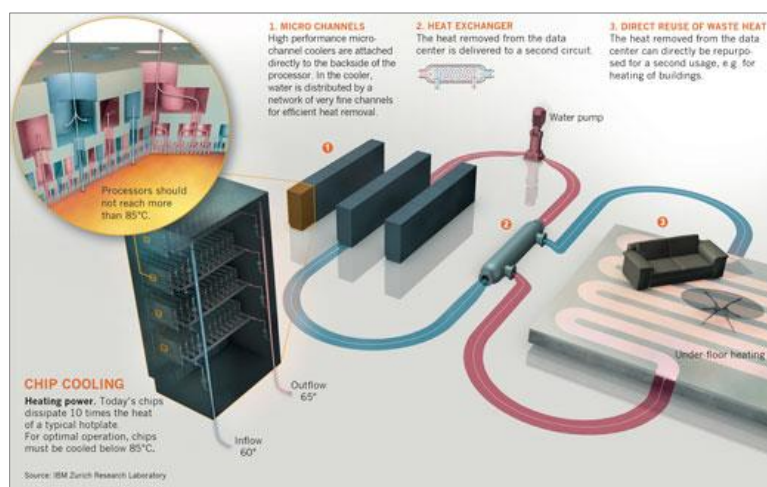 1. MICRO CHANNELS
High performance micro-
channel coolers are attached
directly to the backside of the
processor. In the cooler,
water is distributed by a
network of very fine channels
for efficient heat removal.
2. HEAT EXCHANGER
The heat removed from the data
center is delivered to a second circuit.
3. DIRECT REUSE OF WASTE HEAT
The heat removed from the data
center can directly be repurpo-
sed for a second usage, e.g. for
heating of buildings.
Water pump
1
2
3
Processors should
not reach more
than 85°C.
Under floor heating
CHIP COOLING
Heating power. Today's chips
dissipate 10 times the heat
of a typical hotplate.
For optimal operation, chips
must be cooled below 85°C.
Outflow
65°
Inflow
60°
Source: IBM Zurich Research Laboratory